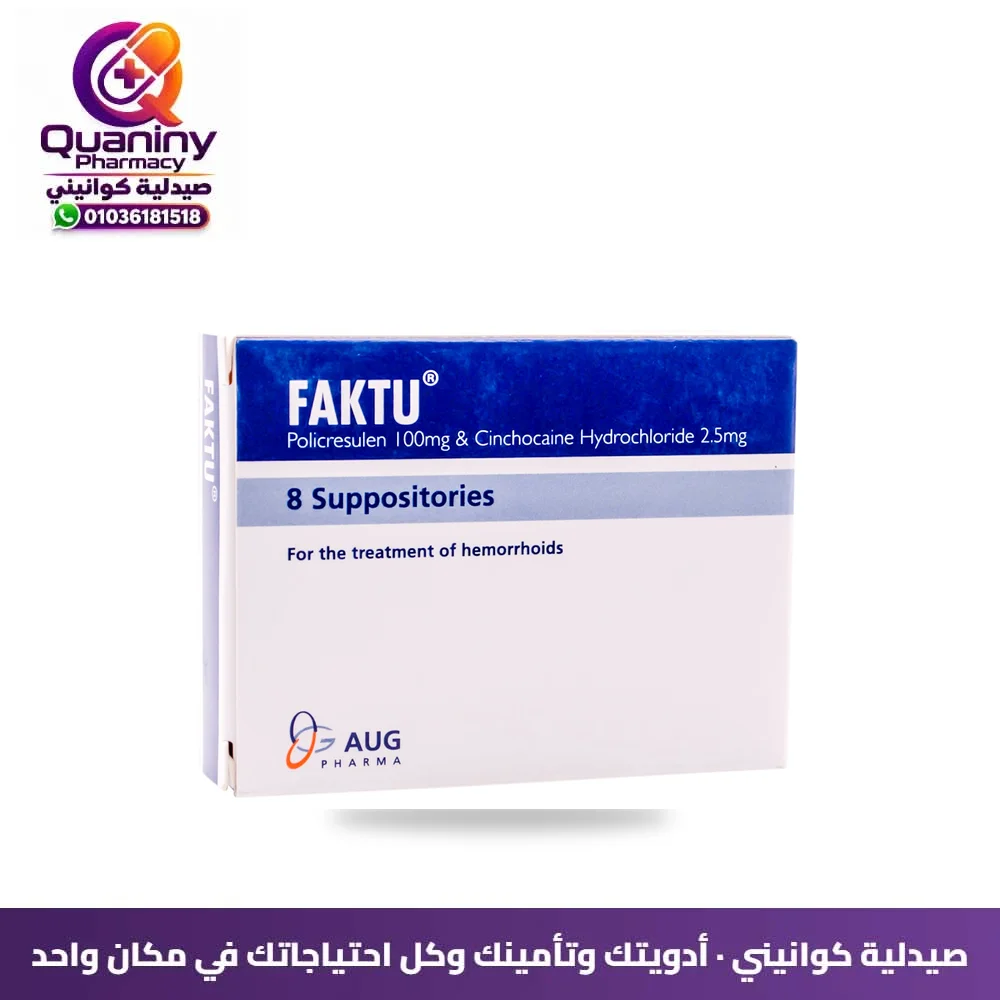 Quaniny
Pharmacy
صيدلية كوانيني
01036181518
FAKTU®
Policresulen 100mg & Cinchocaine Hydrochloride 2.5mg
8 Suppositories
For the treatment of hemorrhoids
AUG
PHARMA
FAKTU®
صيدلية كوانيني · أدويتك وتأمينك وكل احتياجاتك في مكان واحد